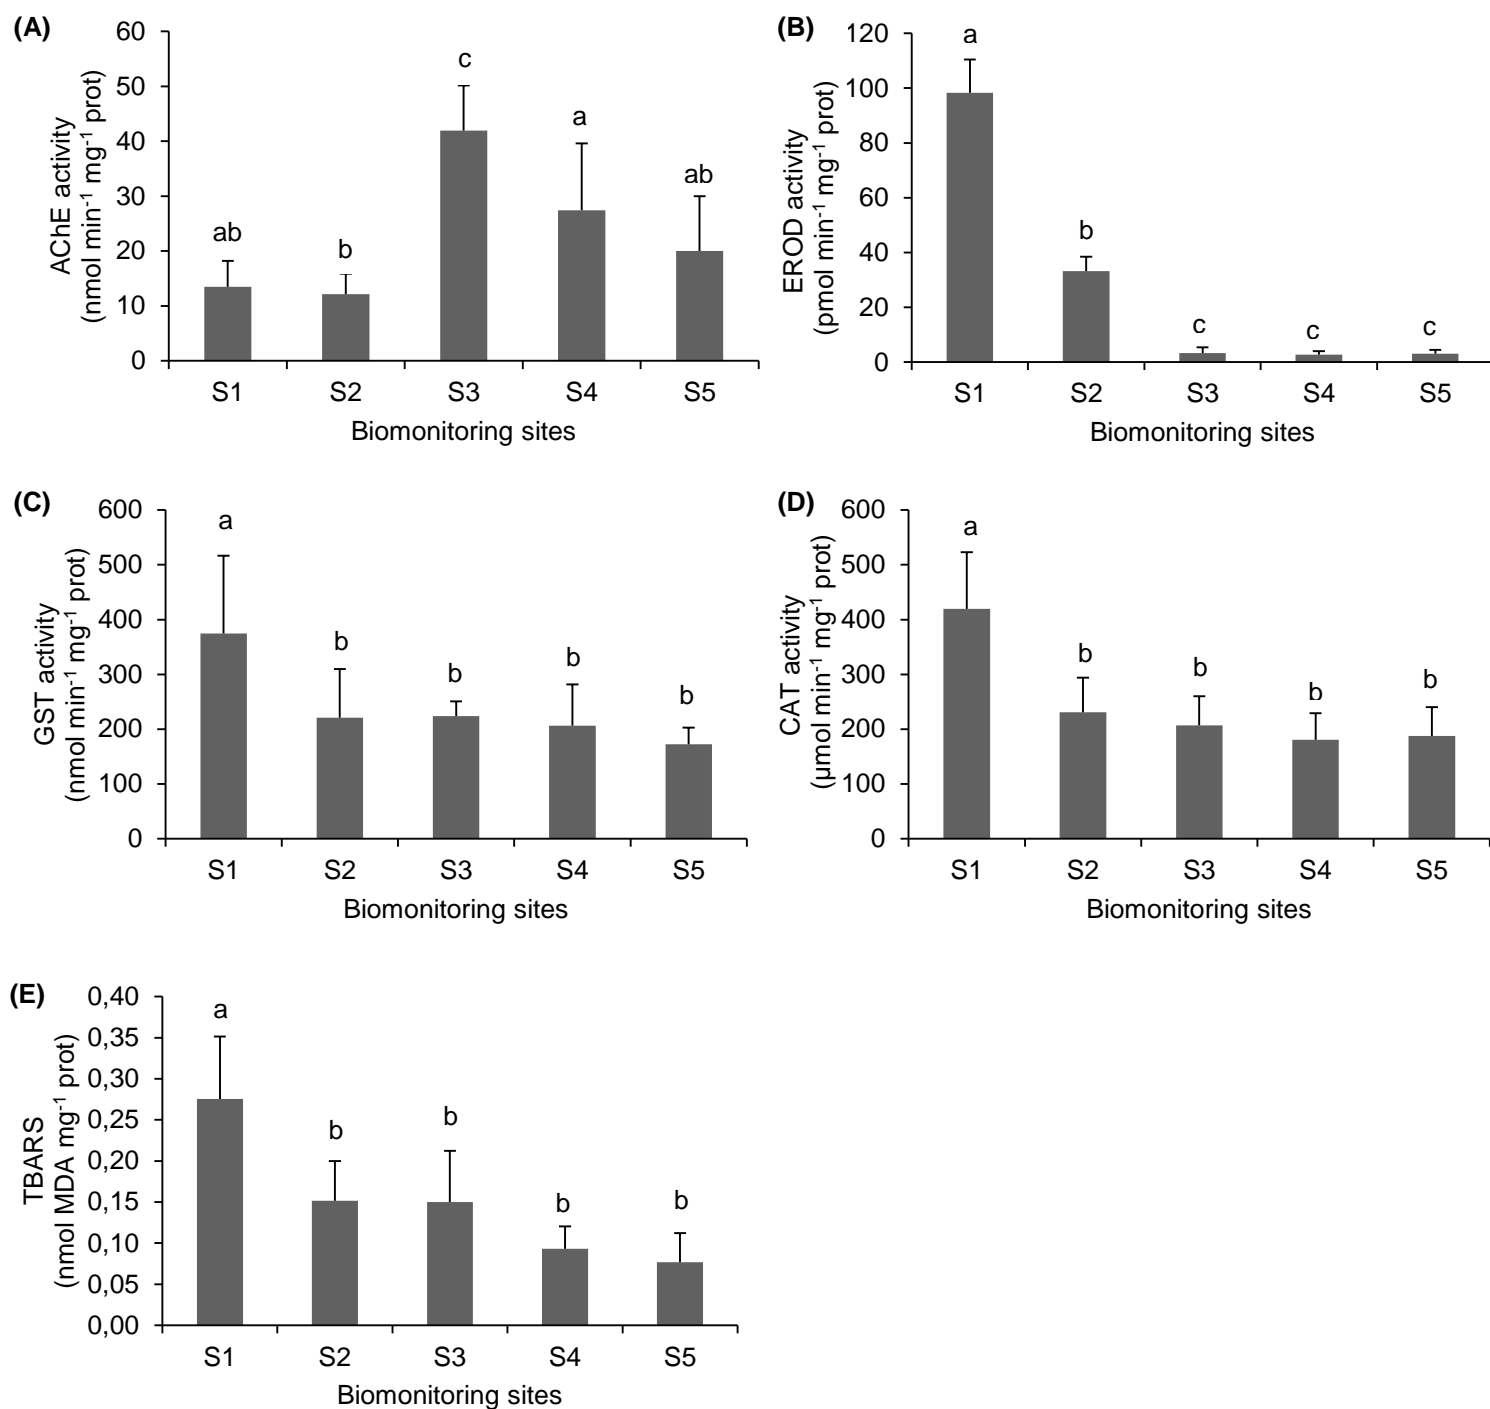 (A)
AChE activity
(nmol min⁻¹ mg⁻¹ prot)
60
50
40
30
20
10
0
ab
b
c
a
ab
S1 S2 S3 S4 S5
Biomonitoring sites
(B)
EROD activity
(pmol min⁻¹ mg⁻¹ prot)
120
100
80
60
40
20
0
a
b
c
c
c
S1 S2 S3 S4 S5
Biomonitoring sites
(C)
GST activity
(nmol min⁻¹ mg⁻¹ prot)
600
500
400
300
200
100
0
a
b
b
b
b
S1 S2 S3 S4 S5
Biomonitoring sites
(D)
CAT activity
(µmol min⁻¹ mg⁻¹ prot)
600
500
400
300
200
100
0
a
b
b
b
b
S1 S2 S3 S4 S5
Biomonitoring sites
(E)
TBARS
(nmol MDA mg⁻¹ prot)
0,40
0,35
0,30
0,25
0,20
0,15
0,10
0,05
0,00
a
b
b
b
b
S1 S2 S3 S4 S5
Biomonitoring sites